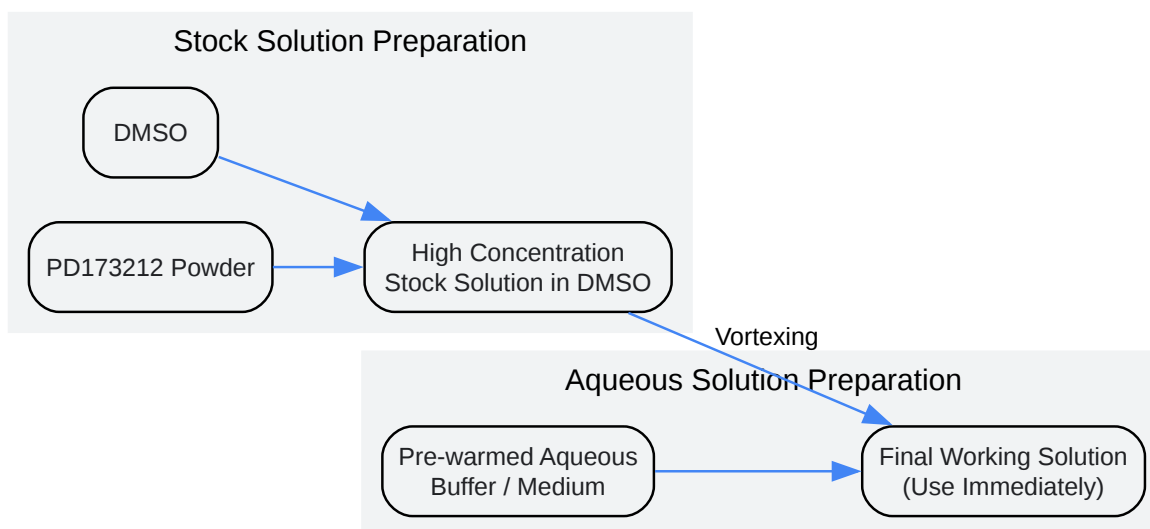 Stock Solution Preparation
DMSO
PD173212 Powder
High Concentration
Stock Solution in DMSO
Vortexing
Aqueous Solution Preparation
Pre-warmed Aqueous
Buffer / Medium
Final Working Solution
(Use Immediately)